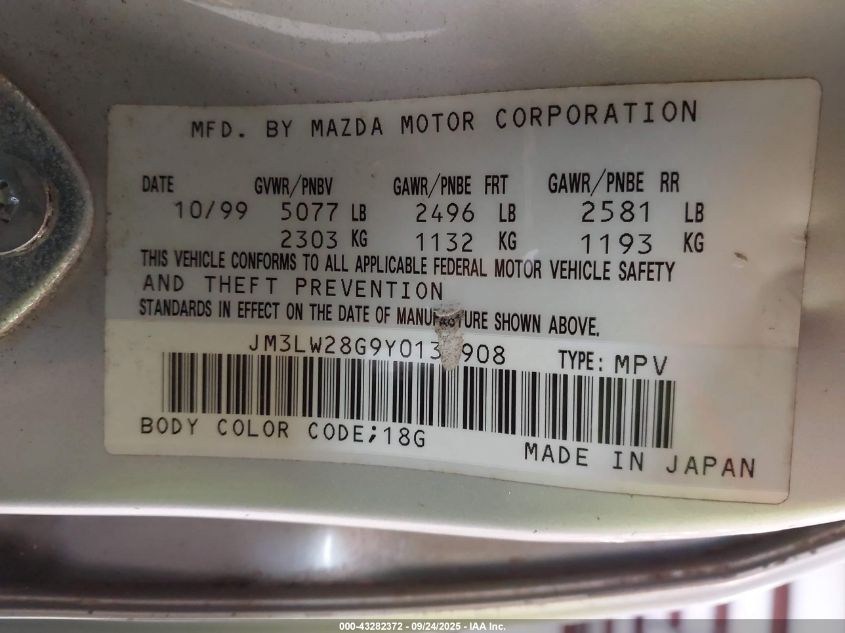 MFD. BY MAZDA MOTOR CORPORATION
DATE GVWR/PNBV GAWR/PNBE FRT GAWR/PNBE RR
10/99 5077 LB 2496 LB 2581 LB
2303 KG 1132 KG 1193 KG
THIS VEHICLE CONFORMS TO ALL APPLICABLE FEDERAL MOTOR VEHICLE SAFETY
AND THEFT PREVENTION
STANDARDS IN EFFECT ON THE DATE OF MANUFACTURE SHOWN ABOVE.
TYPE: MPV
BODY COLOR CODE;18G
MADE IN JAPAN
000-43282372 - 09/24/2025 - IAA Inc.